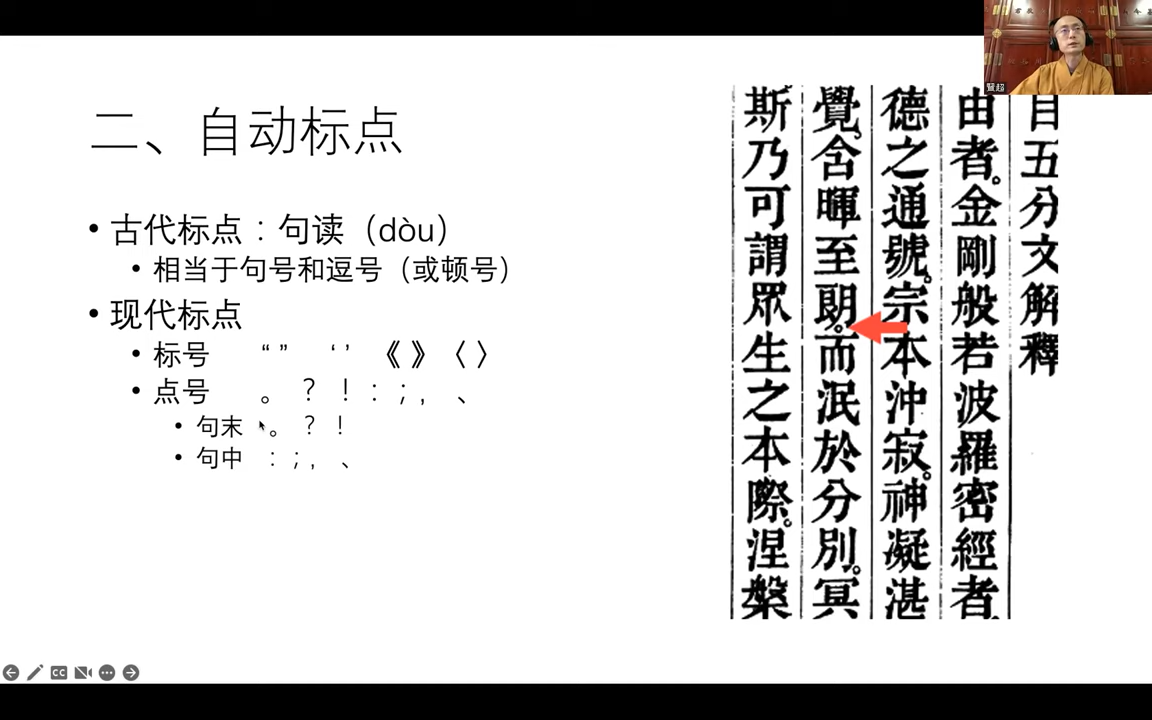 二、自动标点
• 古代标点：句读（dòu）
• 相当于句号和逗号（或顿号）
• 现代标点
• 标号 “ ” ‘ ’ 《 》〈 〉
• 点号 。？！：；，、
• 句末 。？！
• 句中 ：；，、
目五分文解釋
由者。金剛般若波羅密經者。
德之通號。宗本沖寂。神凝湛
覺。含暉至朗。而泯於分別。冥
斯乃可謂眾生之本際。涅槃
賢超
CC